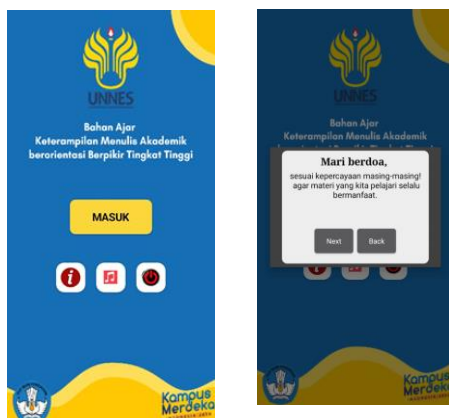 UNNES
Bahan Ajar
Keterampilan Menulis Akademik
berorientasi Berpikir Tingkat Tinggi
MASUK
i
Kampus
Merdeka
UNNES
Bahan Ajar
Keterampilan Menulis Akademik
Mari berdoa,
sesuai kepercayaan masing-masing!
agar materi yang kita pelajari selalu
bermanfaat.
Next Back
Kampus
Merdeka